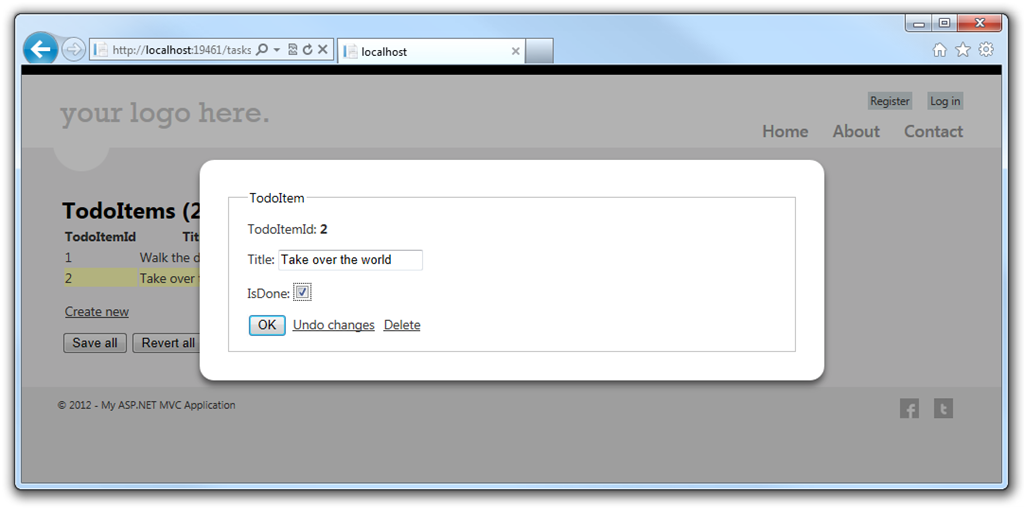 http://localhost:19461/tasks
localhost
your logo here.
Register Log in
Home About Contact
TodoItems (2
TodoItemId Tit
1 Walk the d
2 Take over
Create new
Save all Revert all
TodoItem
TodoItemId: 2
Title: Take over the world
IsDone:
OK Undo changes Delete
© 2012 - My ASP.NET MVC Application